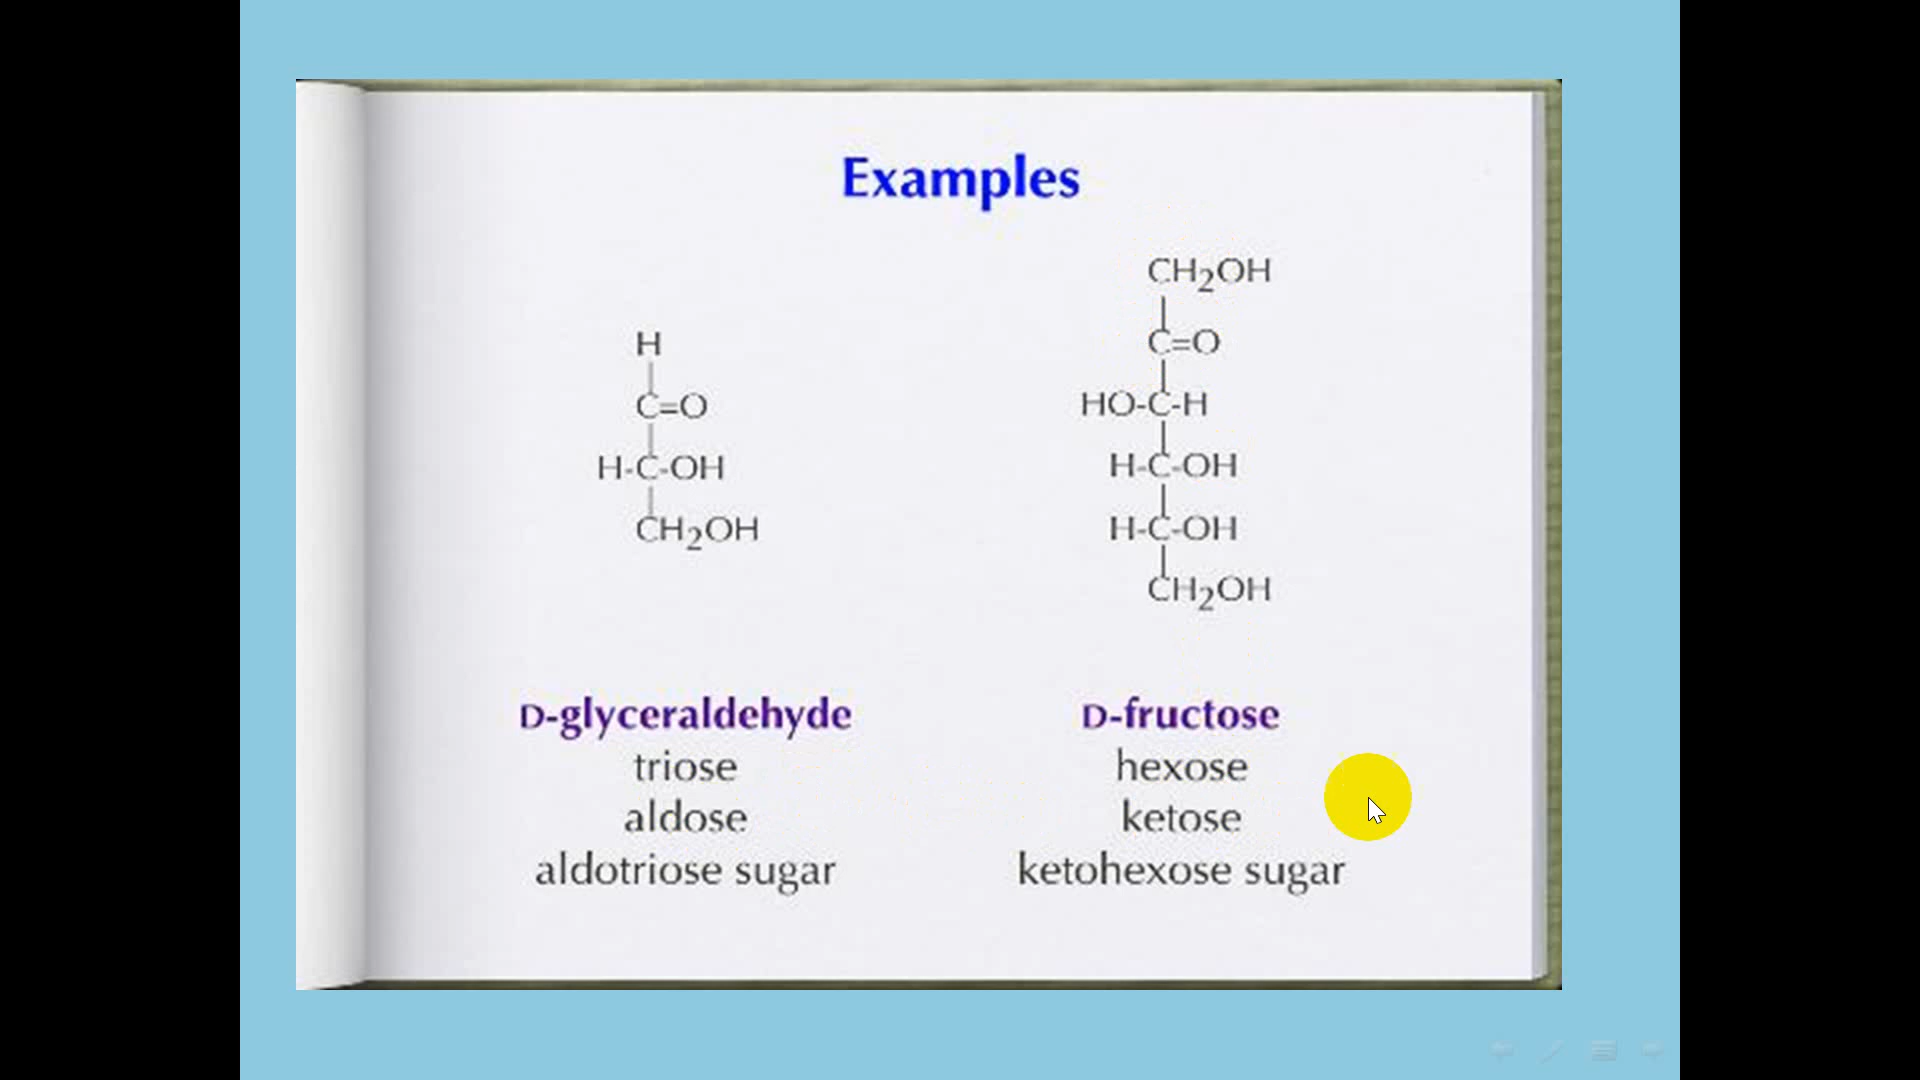 Examples
H
C=O
H-C-OH
CH2OH
CH2OH
C=O
HO-C-H
H-C-OH
H-C-OH
CH2OH
D-glyceraldehyde
triose
aldose
aldotriose sugar
D-fructose
hexose
ketose
ketohexose sugar